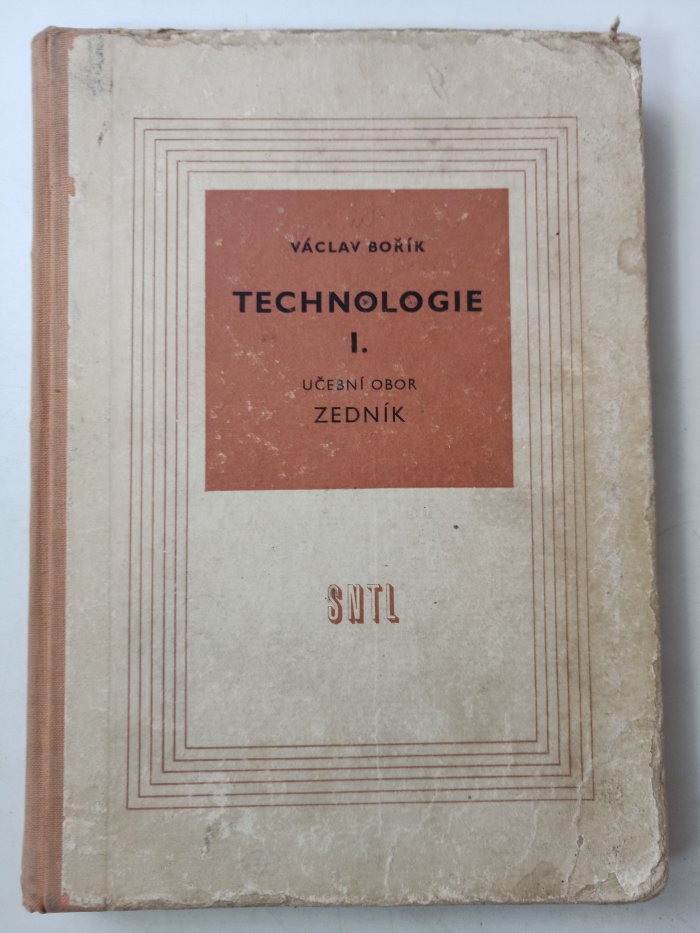 VÁCLAV BOŘÍK
TECHNOLOGIE
I.
UČEBNÍ OBOR
ZEDNÍK
SNTL